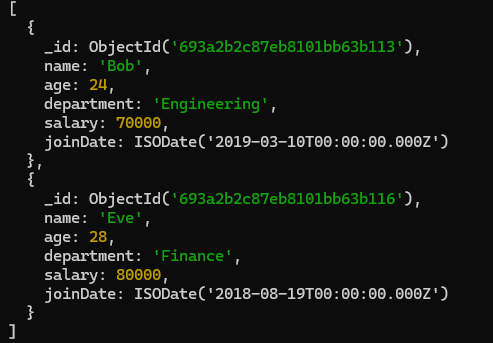 [
  {
    _id: ObjectId('693a2b2c87eb8101bb63b113'),
    name: 'Bob',
    age: 24,
    department: 'Engineering',
    salary: 70000,
    joinDate: ISODate('2019-03-10T00:00:00.000Z')
  },
  {
    _id: ObjectId('693a2b2c87eb8101bb63b116'),
    name: 'Eve',
    age: 28,
    department: 'Finance',
    salary: 80000,
    joinDate: ISODate('2018-08-19T00:00:00.000Z')
  }
]